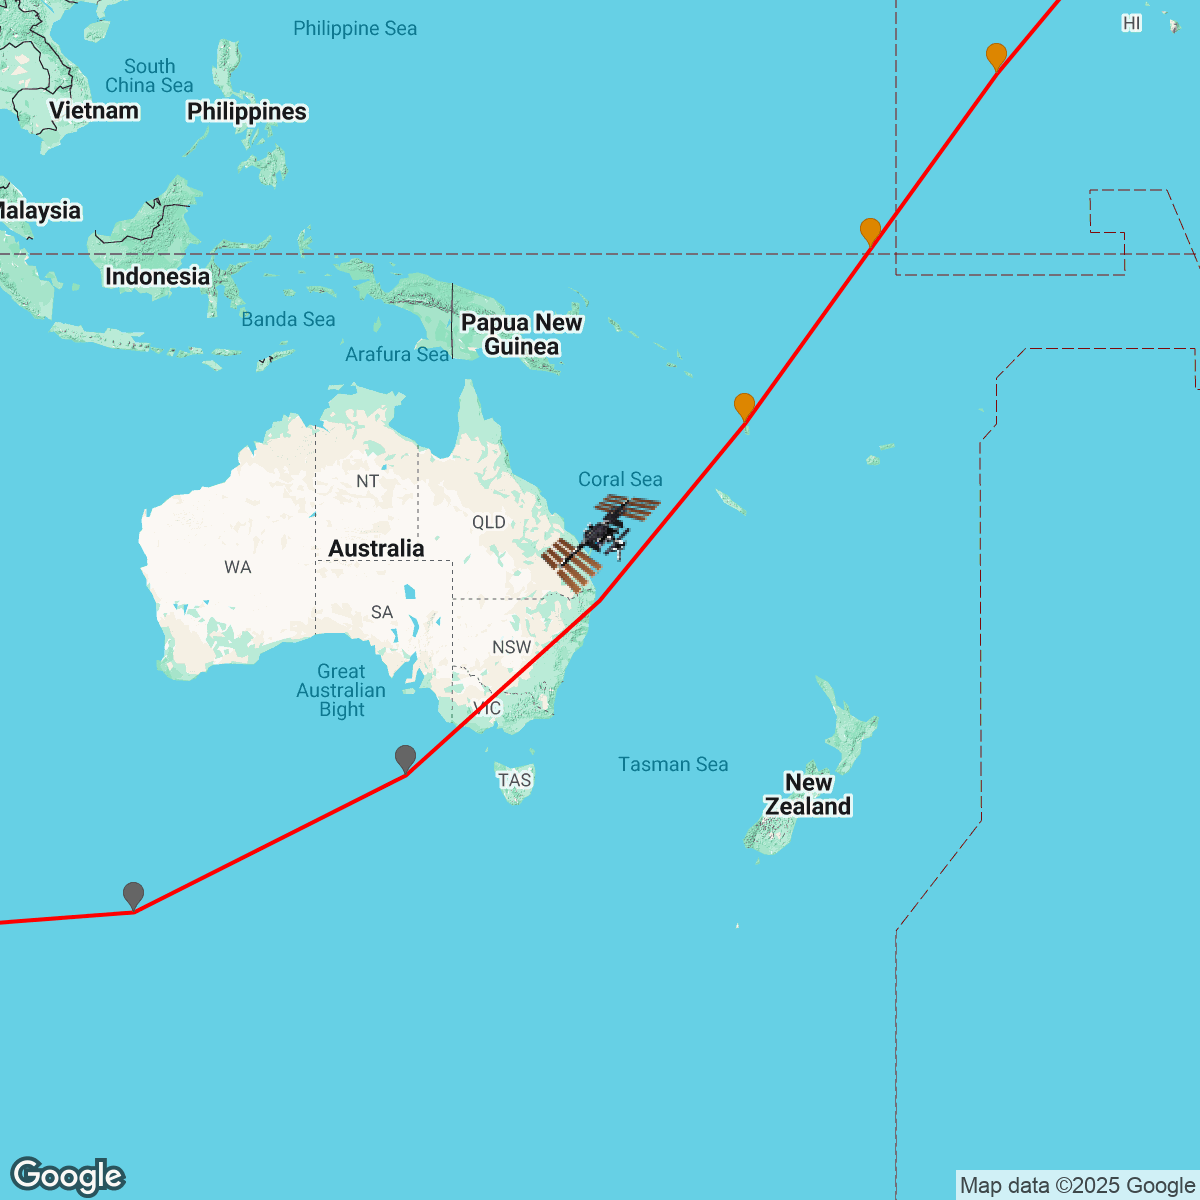 Philippine Sea
HI
South
China Sea
Vietnam
Philippines
Malaysia
Indonesia
Banda Sea
Papua New
Guinea
Arafura Sea
Coral Sea
NT
QLD
Australia
WA
SA
NSW
Great
Australian
Bight
VIC
Tasman Sea
TAS
New
Zealand
Google
Map data ©2025 Google